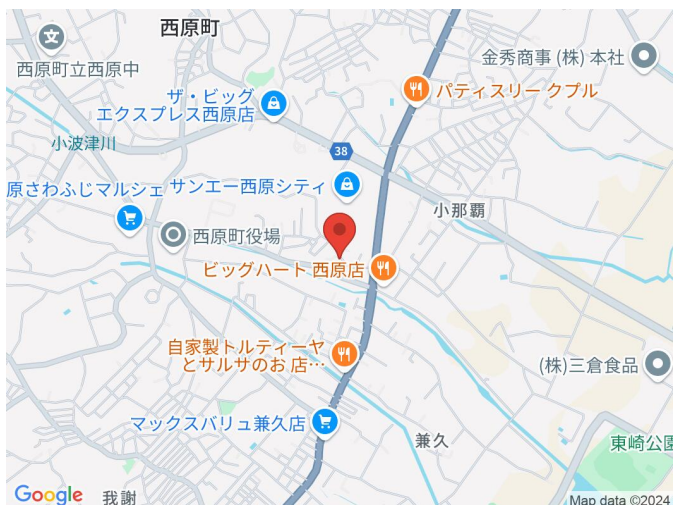 西原町
西原町立西原中
金秀商事 (株) 本社
パティスリー クプル
ザ・ビッグ
エクスプレス西原店
小波津川
38
原さわふじマルシェ
サンエー西原シティ
小那覇
西原町役場
ビッグハート 西原店
自家製トルティーヤ
とサルサのお 店…
(株)三倉食品
マックスバリュ兼久店
兼久
東崎公園
我謝
Google
Map data ©2024